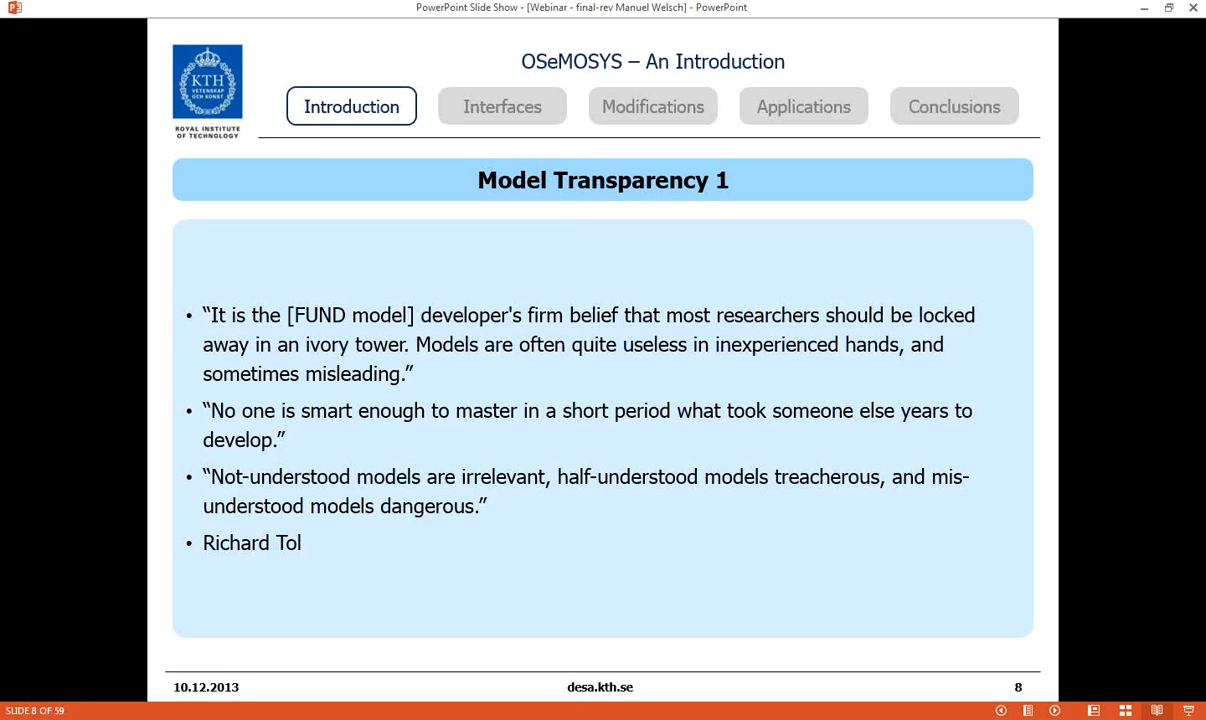 PowerPoint Slide Show - [Webinar - final-rev Manuel Welsch] - PowerPoint
OSeMOSYS – An Introduction
KTH
VETENSKAP
OCH KONST
ROYAL INSTITUTE
OF TECHNOLOGY
Introduction
Interfaces
Modifications
Applications
Conclusions
Model Transparency 1
• “It is the [FUND model] developer's firm belief that most researchers should be locked
away in an ivory tower. Models are often quite useless in inexperienced hands, and
sometimes misleading.”
• “No one is smart enough to master in a short period what took someone else years to
develop.”
• “Not-understood models are irrelevant, half-understood models treacherous, and mis-
understood models dangerous.”
• Richard Tol
10.12.2013
desa.kth.se
8
SLIDE 8 OF 59